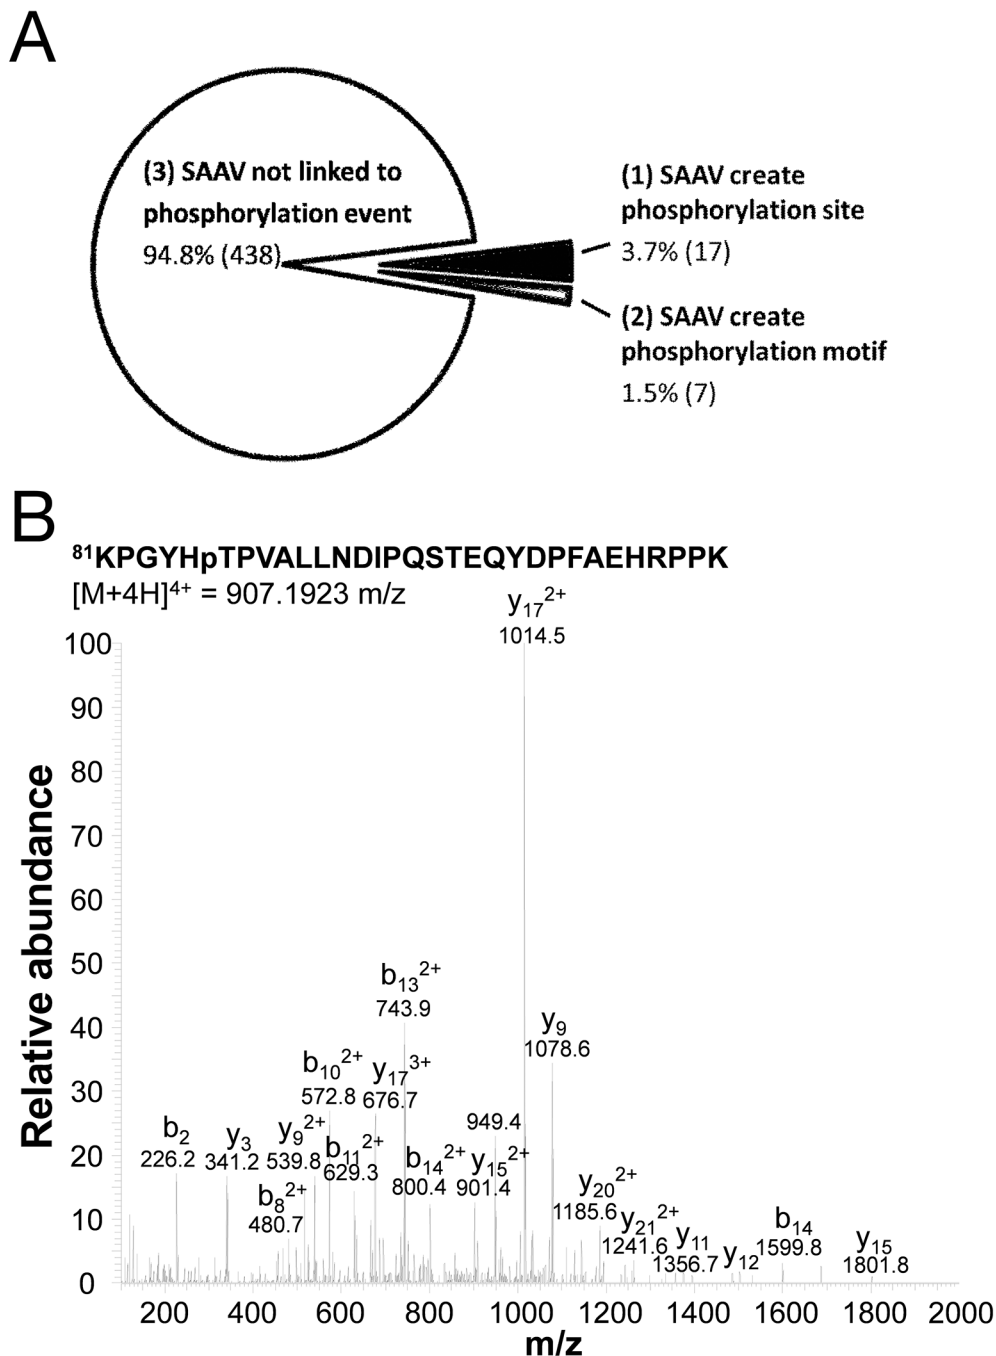 A
(3) SAAV not linked to
phosphorylation event
94.8% (438)
(1) SAAV create
phosphorylation site
3.7% (17)
(2) SAAV create
phosphorylation motif
1.5% (7)
B
⁸¹KPGYHpTPVALLNDIPQSTEQYDPFAEHRPPK
[M+4H]⁴⁺ = 907.1923 m/z
y₁₇²⁺
1014.5
b₁₃²⁺
743.9
y₉
1078.6
b₁₀²⁺
572.8
y₁₇³⁺
676.7
b₂
226.2
y₃
341.2
y₉²⁺
539.8
b₁₁²⁺
629.3
949.4
b₁₄²⁺
800.4
y₁₅²⁺
901.4
b₈²⁺
480.7
y₂₀²⁺
1185.6
y₂₁²⁺
1241.6
y₁₁
1356.7
y₁₂
b₁₄
1599.8
y₁₅
1801.8
Relative abundance
100
90
80
70
60
50
40
30
20
10
0
200 400 600 800 1000 1200 1400 1600 1800 2000
m/z